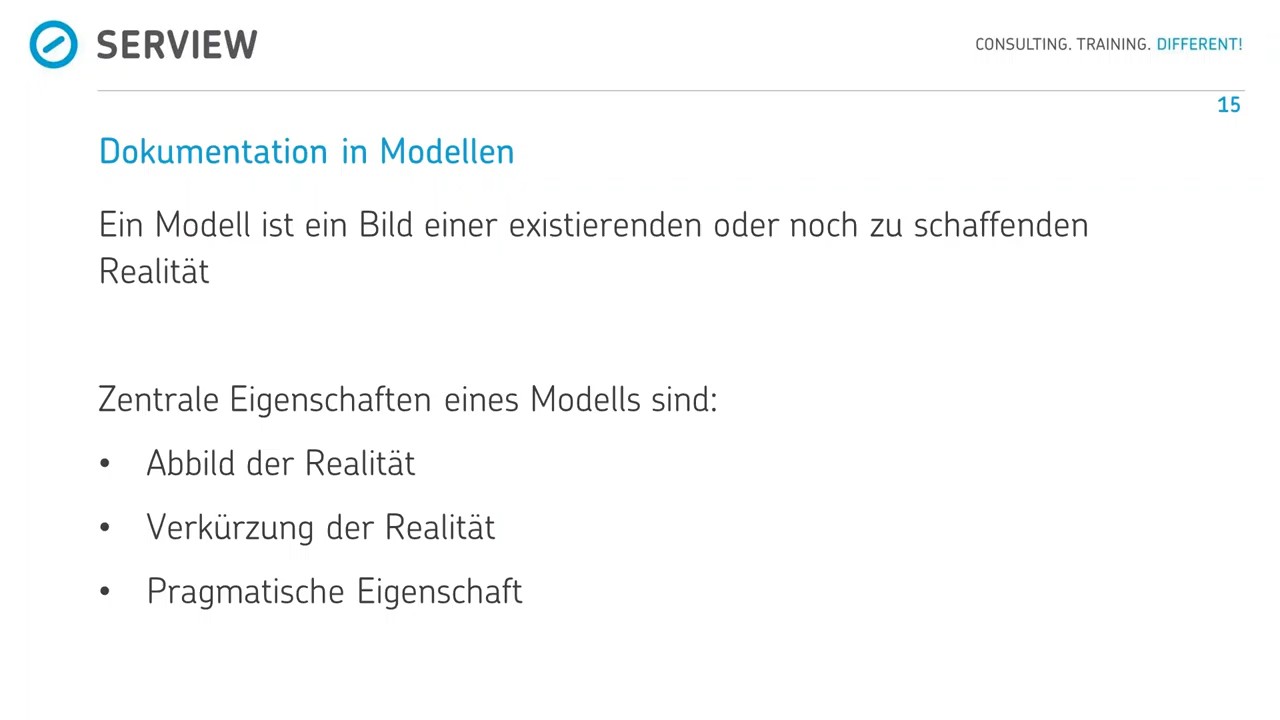 SERVIEW
CONSULTING. TRAINING. DIFFERENT!
15
Dokumentation in Modellen
Ein Modell ist ein Bild einer existierenden oder noch zu schaffenden
Realität
Zentrale Eigenschaften eines Modells sind:
• Abbild der Realität
• Verkürzung der Realität
• Pragmatische Eigenschaft